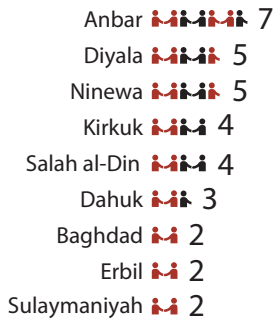 Anbar 7
Diyala 5
Ninewa 5
Kirkuk 4
Salah al-Din 4
Dahuk 3
Baghdad 2
Erbil 2
Sulaymaniyah 2